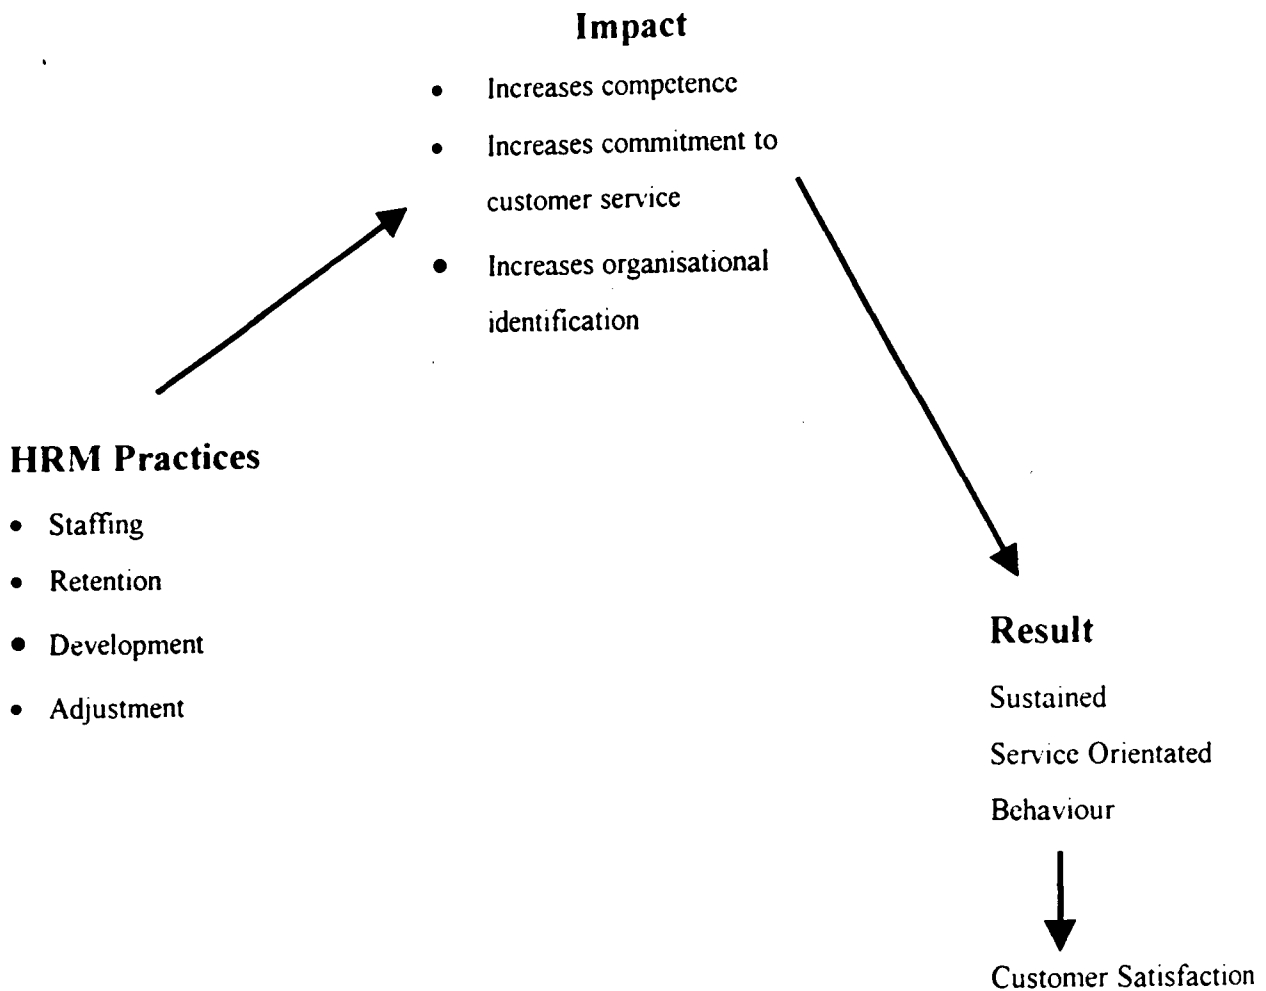 Impact
• Increases competence
• Increases commitment to
customer service
• Increases organisational
identification
HRM Practices
• Staffing
• Retention
• Development
• Adjustment
Result
Sustained
Service Orientated
Behaviour
Customer Satisfaction